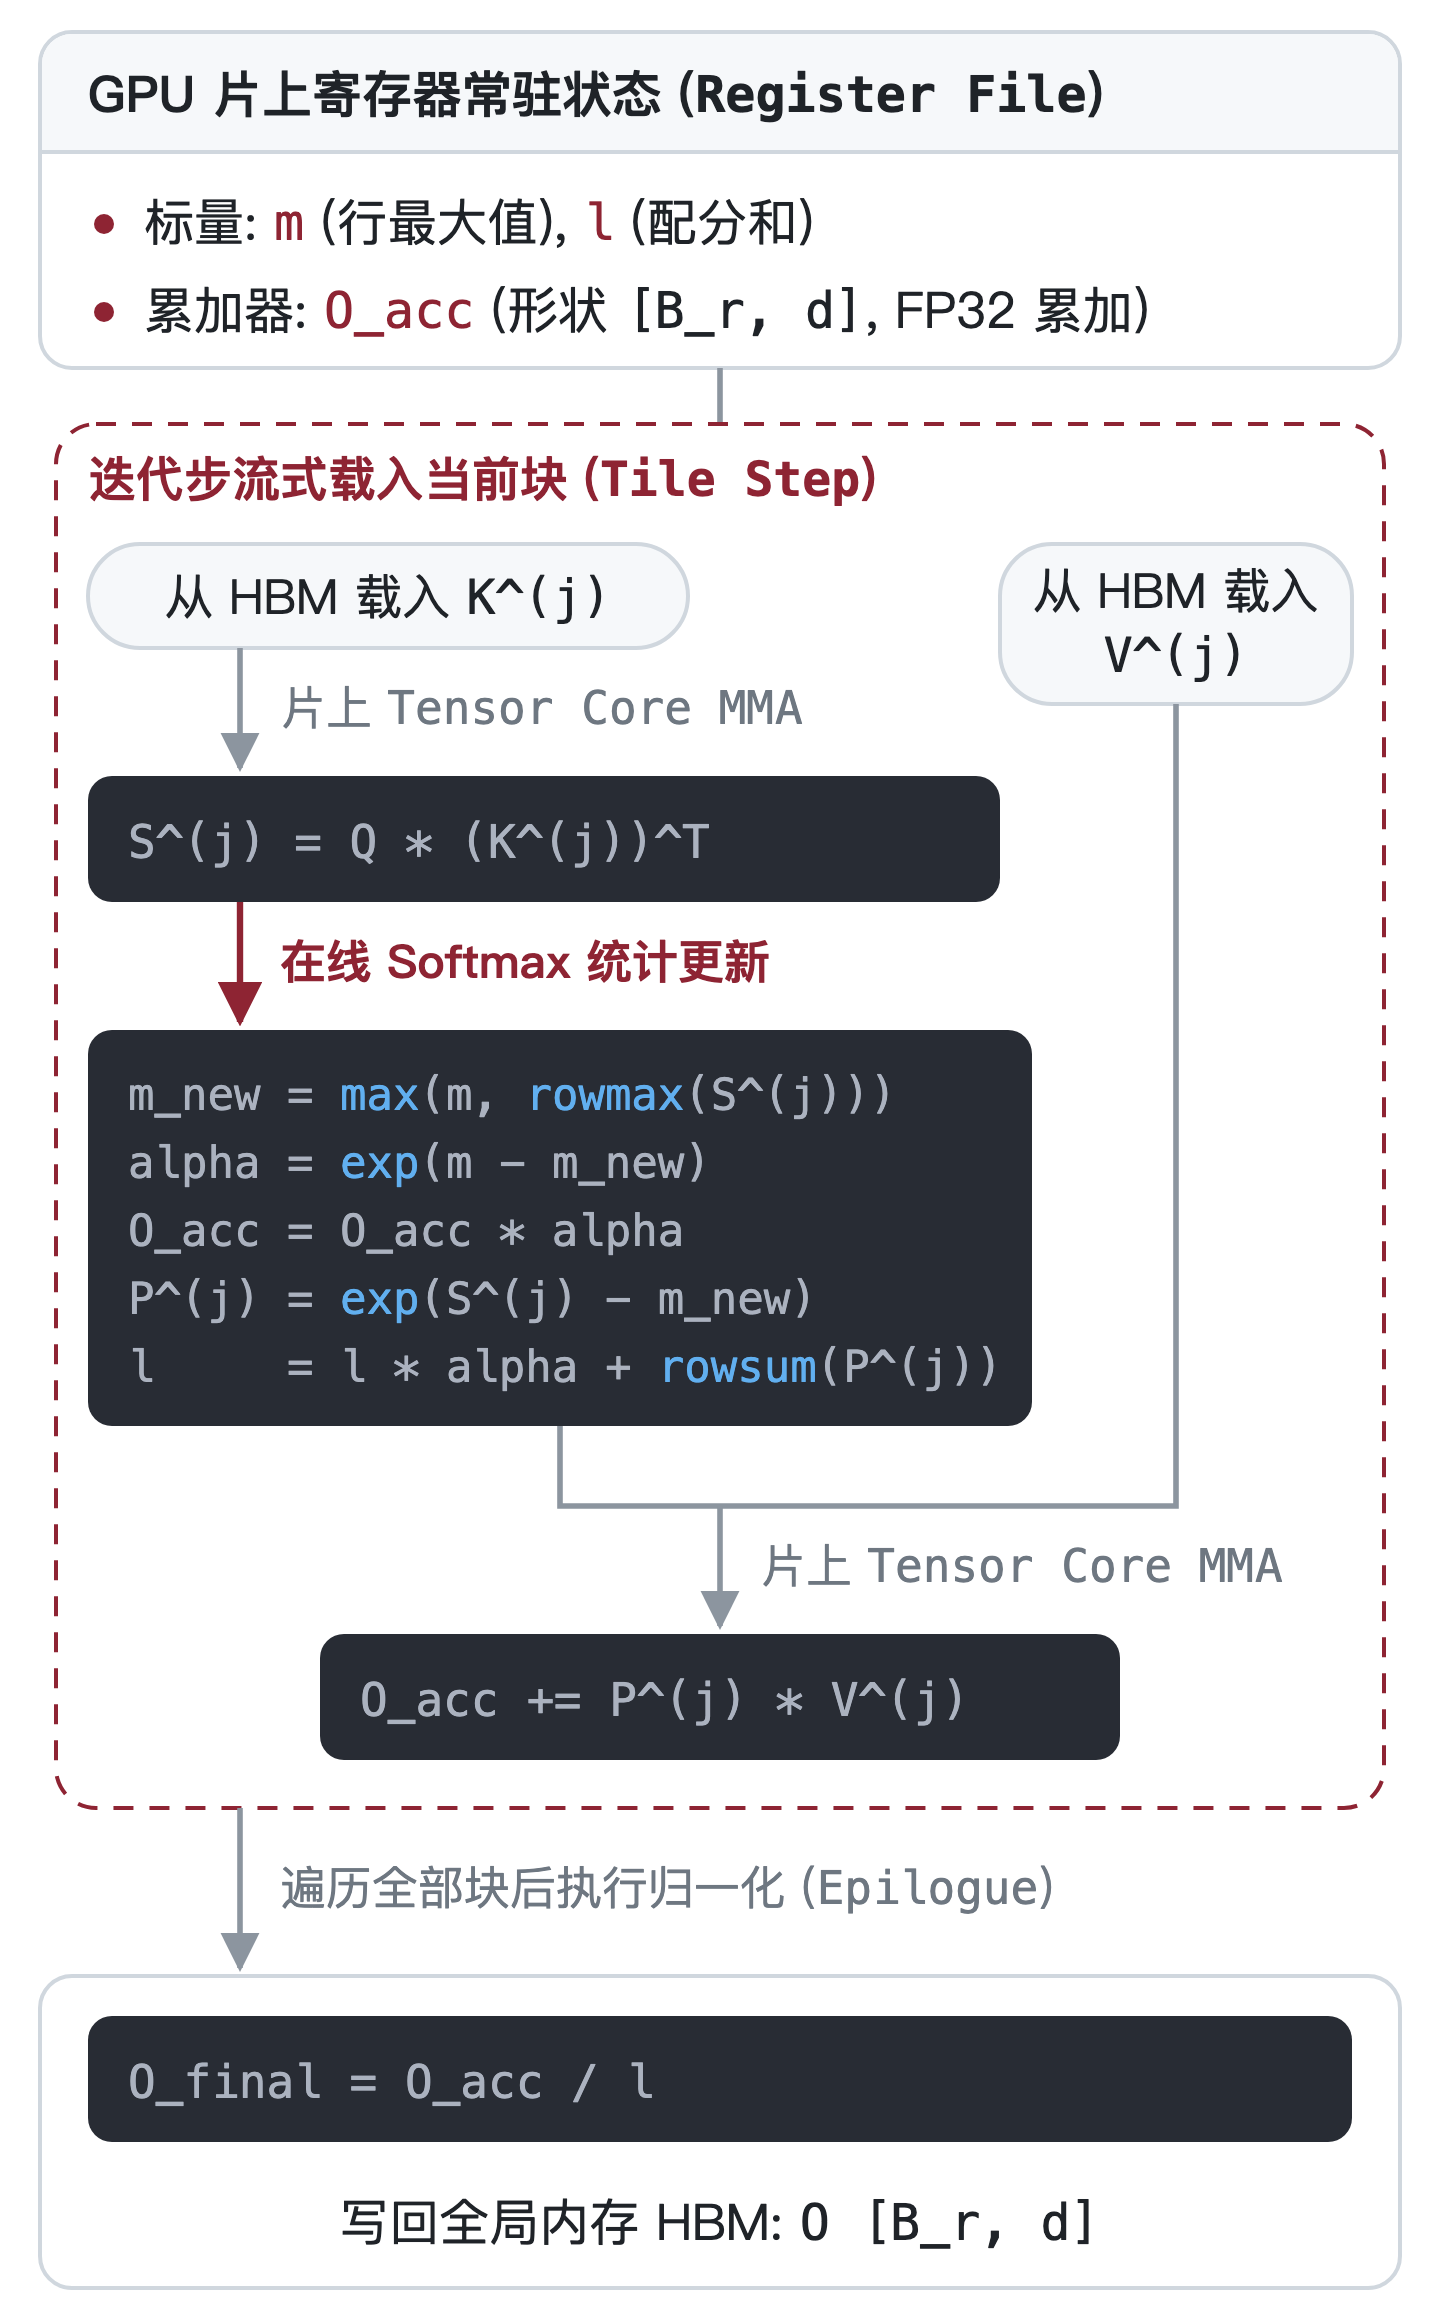 GPU 片上寄存器常驻状态 (Register File)
标量: m (行最大值), l (配分和)
累加器: O_acc (形状 [B_r, d], FP32 累加)
迭代步流式载入当前块 (Tile Step)
从 HBM 载入 K^(j)
从 HBM 载入
V^(j)
片上 Tensor Core MMA
S^(j) = Q * (K^(j))^T
在线 Softmax 统计更新
m_new = max(m, rowmax(S^(j)))
alpha = exp(m - m_new)
O_acc = O_acc * alpha
P^(j) = exp(S^(j) - m_new)
l     = l * alpha + rowsum(P^(j))
片上 Tensor Core MMA
O_acc += P^(j) * V^(j)
遍历全部块后执行归一化 (Epilogue)
O_final = O_acc / l
写回全局内存 HBM: O [B_r, d]